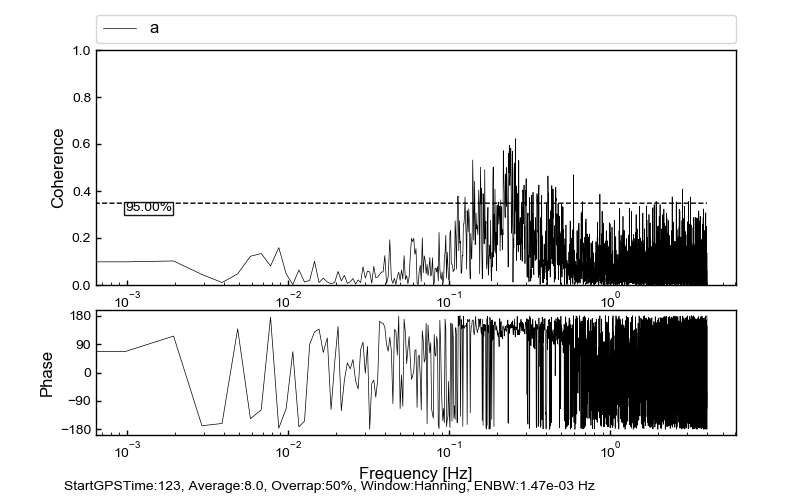 a
1.0
0.8
0.6
0.4
0.2
0.0
Coherence
95.00%
10⁻³ 10⁻² 10⁻¹ 10⁰
180
90
0
−90
−180
Phase
10⁻³ 10⁻² 10⁻¹ 10⁰
Frequency [Hz]
StartGPSTime:123, Average:8.0, Overrap:50%, Window:Hanning, ENBW:1.47e-03 Hz